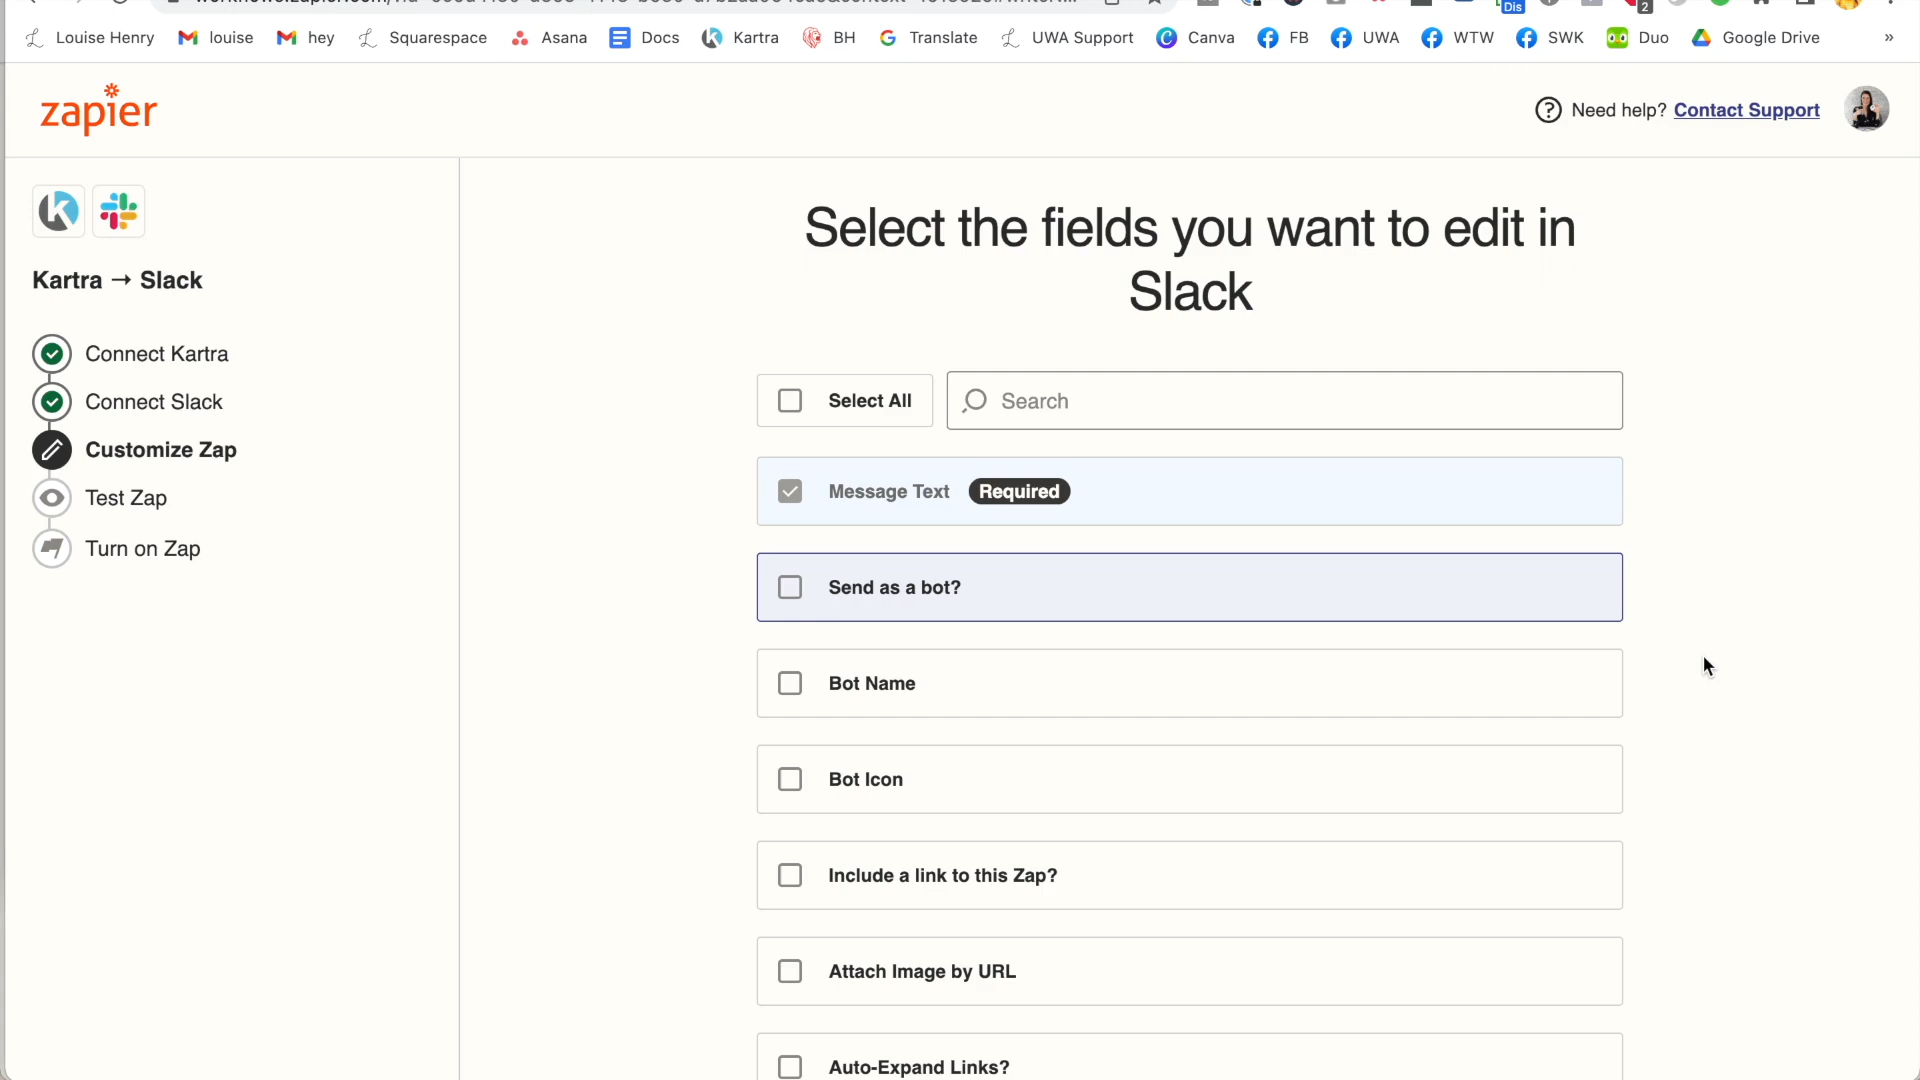 Dis
2
Louise Henry louise hey Squarespace Asana Docs Kartra BH Translate UWA Support Canva FB UWA WTW SWK Duo Google Drive »
zapier
Need help? Contact Support
Kartra → Slack
Connect Kartra
Connect Slack
Customize Zap
Test Zap
Turn on Zap
Select the fields you want to edit in
Slack
Select All
Search
Message Text Required
Send as a bot?
Bot Name
Bot Icon
Include a link to this Zap?
Attach Image by URL
Auto-Expand Links?